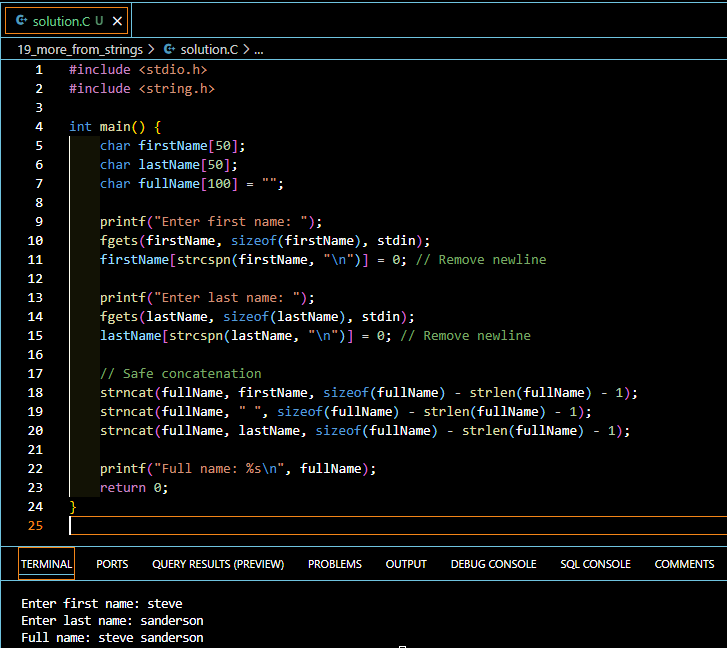 solution.C U ×
19_more_from_strings > solution.C > ...
1 #include <stdio.h>
2 #include <string.h>
3
4 int main() {
5     char firstName[50];
6     char lastName[50];
7     char fullName[100] = "";
8
9     printf("Enter first name: ");
10     fgets(firstName, sizeof(firstName), stdin);
11     firstName[strcspn(firstName, "\n")] = 0; // Remove newline
12
13     printf("Enter last name: ");
14     fgets(lastName, sizeof(lastName), stdin);
15     lastName[strcspn(lastName, "\n")] = 0; // Remove newline
16
17     // Safe concatenation
18     strncat(fullName, firstName, sizeof(fullName) - strlen(fullName) - 1);
19     strncat(fullName, " ", sizeof(fullName) - strlen(fullName) - 1);
20     strncat(fullName, lastName, sizeof(fullName) - strlen(fullName) - 1);
21
22     printf("Full name: %s\n", fullName);
23     return 0;
24 }
25
TERMINAL PORTS QUERY RESULTS (PREVIEW) PROBLEMS OUTPUT DEBUG CONSOLE SQL CONSOLE COMMENTS
Enter first name: steve
Enter last name: sanderson
Full name: steve sanderson